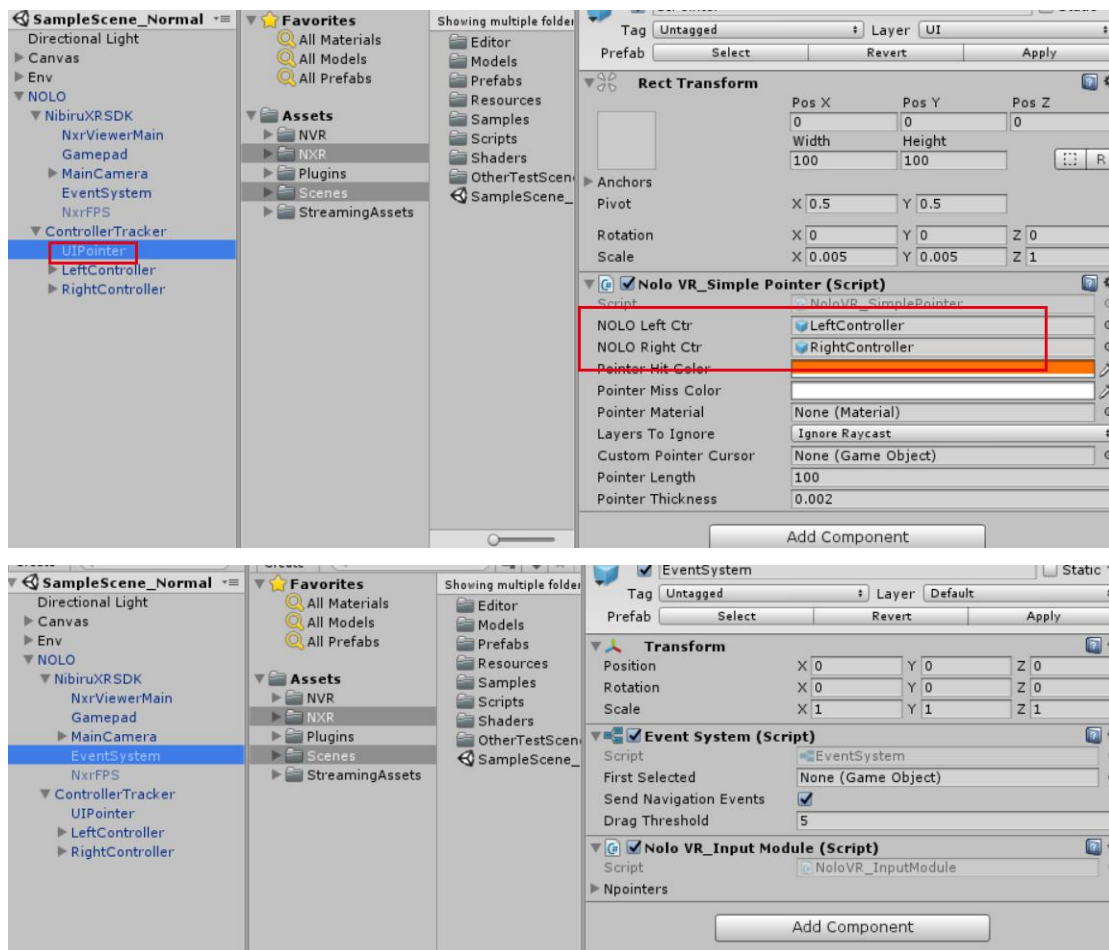 SampleScene_Normal
Directional Light
Canvas
Env
NOLO
NibiruXRSDK
NxrViewerMain
Gamepad
MainCamera
EventSystem
NxrFPS
ControllerTracker
UIPointer
LeftController
RightController
Favorites
All Materials
All Models
All Prefabs
Assets
NVR
NXR
Plugins
Scenes
StreamingAssets
Showing multiple folder
Editor
Models
Prefabs
Resources
Samples
Scripts
Shaders
OtherTestScen
SampleScene_
Tag Untagged Layer UI
Prefab Select Revert Apply
Rect Transform
Pos X Pos Y Pos Z
0 0 0
Width Height
100 100
R
Anchors
Pivot X 0.5 Y 0.5
Rotation X 0 Y 0 Z 0
Scale X 0.005 Y 0.005 Z 1
Nolo VR_Simple Pointer (Script)
Script NoloVR_SimplePointer
NOLO Left Ctr LeftController
NOLO Right Ctr RightController
Pointer Hit Color
Pointer Miss Color
Pointer Material None (Material)
Layers To Ignore Ignore Raycast
Custom Pointer Cursor None (Game Object)
Pointer Length 100
Pointer Thickness 0.002
Add Component
SampleScene_Normal
Directional Light
Canvas
Env
NOLO
NibiruXRSDK
NxrViewerMain
Gamepad
MainCamera
EventSystem
NxrFPS
ControllerTracker
UIPointer
LeftController
RightController
Favorites
All Materials
All Models
All Prefabs
Assets
NVR
NXR
Plugins
Scenes
StreamingAssets
Showing multiple folder
Editor
Models
Prefabs
Resources
Samples
Scripts
Shaders
OtherTestScen
SampleScene_
EventSystem Static
Tag Untagged Layer Default
Prefab Select Revert Apply
Transform
Position X 0 Y 0 Z 0
Rotation X 0 Y 0 Z 0
Scale X 1 Y 1 Z 1
Event System (Script)
Script EventSystem
First Selected None (Game Object)
Send Navigation Events
Drag Threshold 5
Nolo VR_Input Module (Script)
Script NoloVR_InputModule
Npointers
Add Component